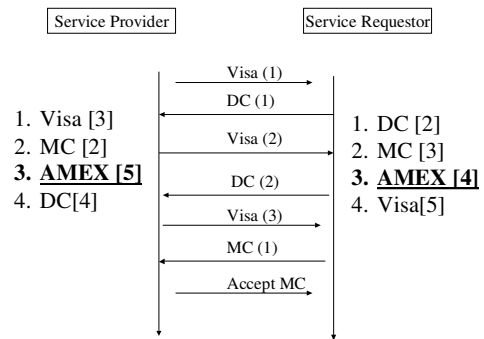 Service Provider
Service Requestor
Visa (1)
DC (1)
Visa (2)
DC (2)
Visa (3)
MC (1)
Accept MC
1. Visa [3]
2. MC [2]
3. AMEX [5]
4. DC[4]
1. DC [2]
2. MC [3]
3. AMEX [4]
4. Visa[5]